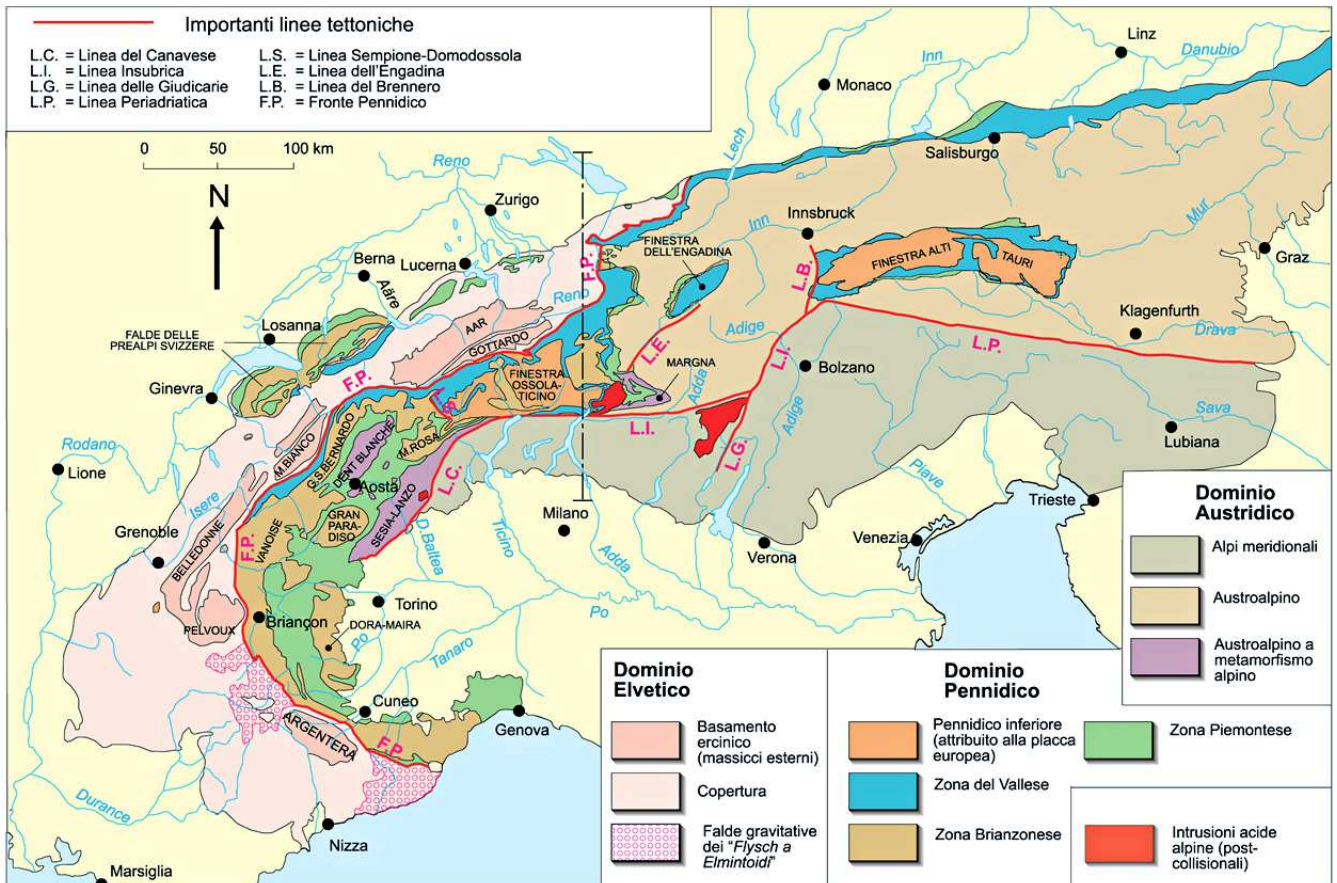 Importanti linee tettoniche
L.C. = Linea del Canavese
L.I. = Linea Insubrica
L.G. = Linea delle Giudicarie
L.P. = Linea Periadriatica
L.S. = Linea Sempione-Domodossola
L.E. = Linea dell'Engadina
L.B. = Linea del Brennero
F.P. = Fronte Pennidico
0 50 100 km
N
Linz
Danubio
Inn
Monaco
Lech
Salisburgo
Reno
Zurigo
Innsbruck
Inn
Mur
FINESTRA
DELL'ENGADINA
FINESTRA ALTI
TAURI
Graz
Berna
Lucerna
Aäre
F.P.
L.B.
Reno
Klagenfurth
Losanna
AAR
GOTTARDO
Adige
Drava
FALDE DELLE
PREALPI SVIZZERE
L.E.
L.I.
L.P.
MARGNA
Bolzano
Ginevra
F.P.
FINESTRA
OSSOLA-
TICINO
L.S.
Adda
Adige
Sava
M.BIANCO
G.S.BERNARDO
DENT BLANCHE
M.ROSA
L.I.
L.G.
Lubiana
Rodano
Lione
Aosta
L.C.
Piave
Isere
SESIA-LANZO
Trieste
Grenoble
GRAN
PARA-
DISO
Milano
Venezia
BELLEDONNE
F.P.
VANOISE
D.Baltea
Ticino
Adda
Verona
Torino
Po
PELVOUX
Briançon
DORA-MAIRA
Po
Tanaro
Cuneo
Genova
ARGENTERA
F.P.
Durance
Nizza
Marsiglia
Dominio
Austridico
Alpi meridionali
Austroalpino
Austroalpino a
metamorfismo
alpino
Dominio
Elvetico
Basamento
ercinico
(massicci esterni)
Copertura
Falde gravitative
dei "Flysch a
Elmintoidi"
Dominio
Pennidico
Pennidico inferiore
(attribuito alla placca
europea)
Zona del Vallese
Zona Brianzonese
Zona Piemontese
Intrusioni acide
alpine (post-
collisionali)